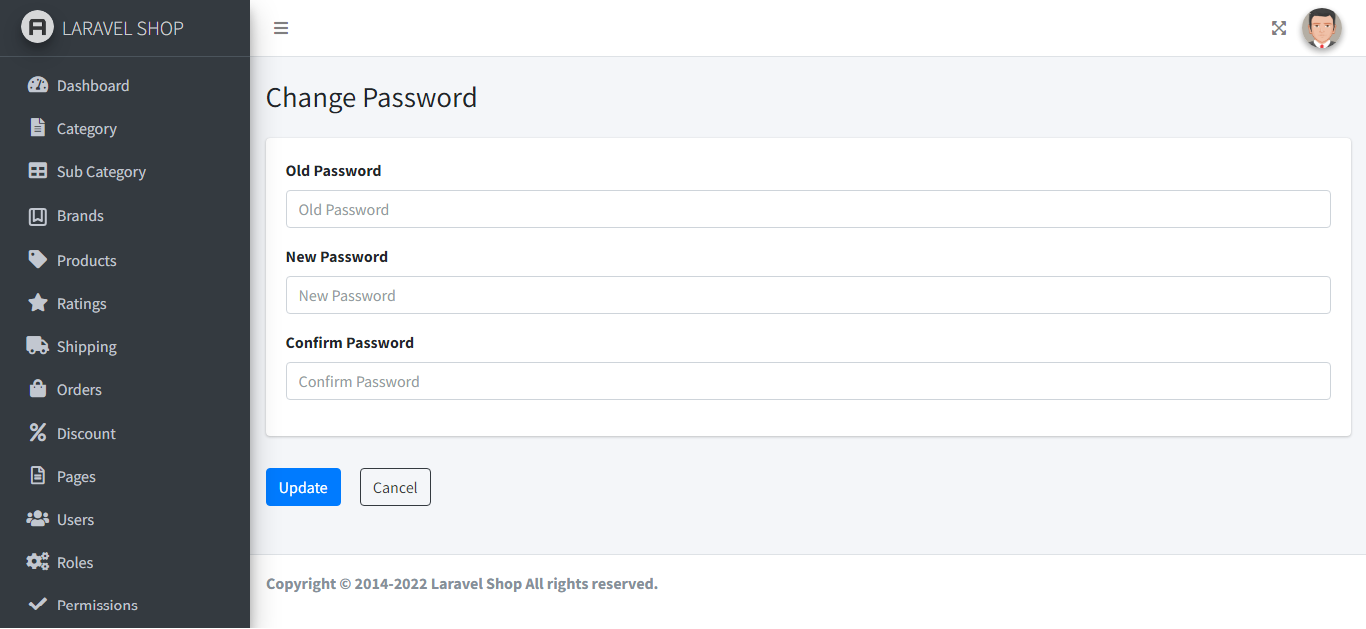 LARAVEL SHOP
Dashboard
Category
Sub Category
Brands
Products
Ratings
Shipping
Orders
Discount
Pages
Users
Roles
Permissions
Change Password
Old Password
Old Password
New Password
New Password
Confirm Password
Confirm Password
Update Cancel
Copyright © 2014-2022 Laravel Shop All rights reserved.